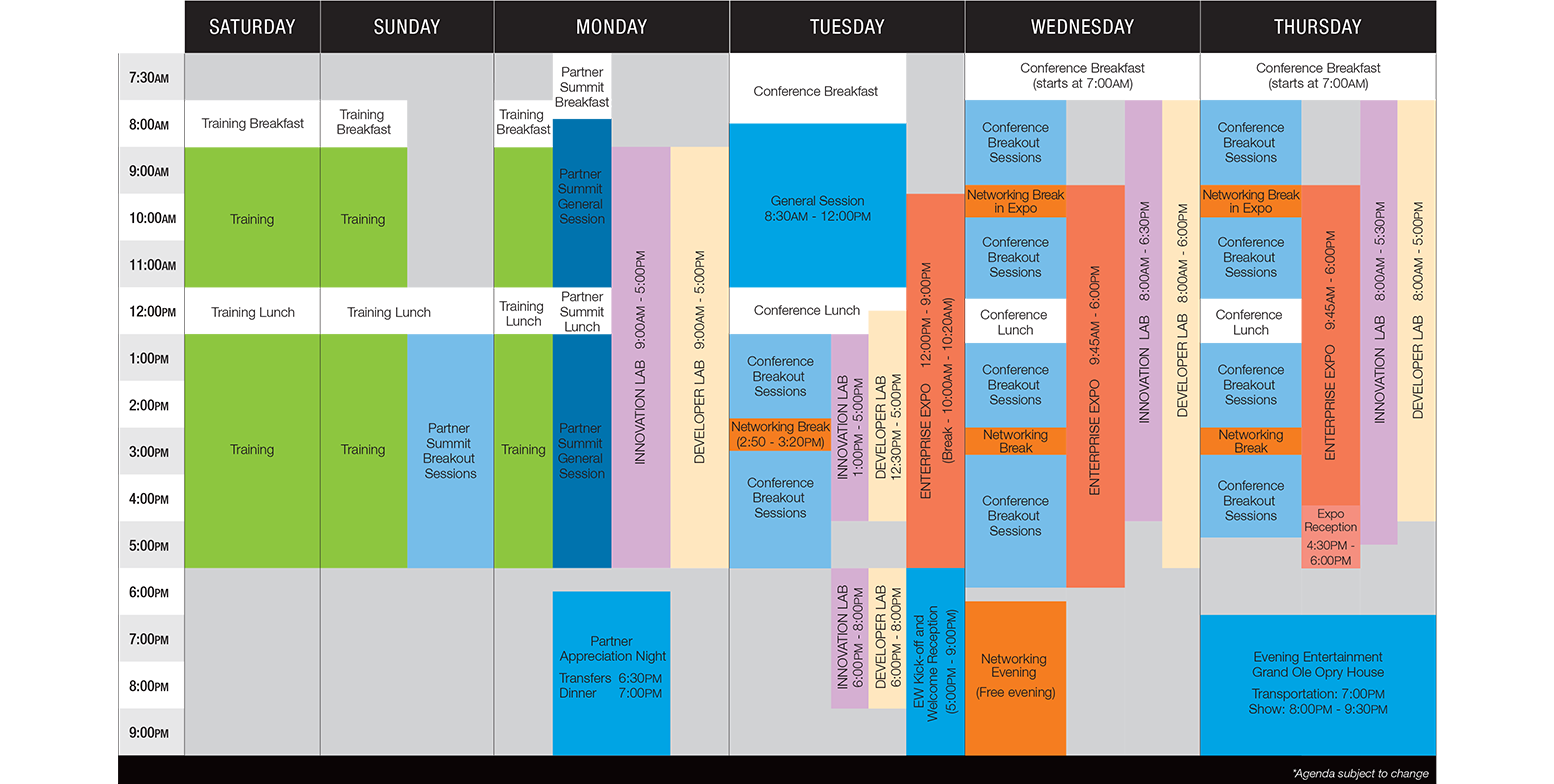 SATURDAY
SUNDAY
MONDAY
TUESDAY
WEDNESDAY
THURSDAY
7:30AM
8:00AM
9:00AM
10:00AM
11:00AM
12:00PM
1:00PM
2:00PM
3:00PM
4:00PM
5:00PM
6:00PM
7:00PM
8:00PM
9:00PM
Training Breakfast
Training
Training Lunch
Training
Training
Breakfast
Training
Training Lunch
Training
Partner
Summit
Breakout
Sessions
Training
Breakfast
Training
Lunch
Training
Partner
Summit
Breakfast
Partner
Summit
General
Session
Partner
Summit
Lunch
Partner
Summit
General
Session
Partner
Appreciation Night
Transfers 6:30PM
Dinner 7:00PM
INNOVATION LAB 9:00AM - 5:00PM
DEVELOPER LAB 9:00AM - 5:00PM
Conference Breakfast
General Session
8:30AM - 12:00PM
Conference Lunch
Conference
Breakout
Sessions
Networking Break
(2:50 - 3:20PM)
Conference
Breakout
Sessions
INNOVATION LAB
1:00PM - 5:00PM
DEVELOPER LAB
12:30PM - 5:00PM
INNOVATION LAB
6:00PM - 8:00PM
DEVELOPER LAB
6:00PM - 8:00PM
ENTERPRISE EXPO 12:00PM - 9:00PM
(Break - 10:00AM - 10:20AM)
EW Kick-off and
Welcome Reception
(5:00PM - 9:00PM)
Conference Breakfast
(starts at 7:00AM)
Conference
Breakout
Sessions
Networking Break
in Expo
Conference
Breakout
Sessions
Conference
Lunch
Conference
Breakout
Sessions
Networking
Break
Conference
Breakout
Sessions
Networking
Evening
(Free evening)
ENTERPRISE EXPO 9:45AM - 6:00PM
INNOVATION LAB 8:00AM - 6:30PM
DEVELOPER LAB 8:00AM - 6:00PM
Conference Breakfast
(starts at 7:00AM)
Conference
Breakout
Sessions
Networking Break
in Expo
Conference
Breakout
Sessions
Conference
Lunch
Conference
Breakout
Sessions
Networking
Break
Conference
Breakout
Sessions
ENTERPRISE EXPO 9:45AM - 6:00PM
Expo
Reception
4:30PM -
6:00PM
INNOVATION LAB 8:00AM - 5:30PM
DEVELOPER LAB 8:00AM - 5:00PM
Evening Entertainment
Grand Ole Opry House
Transportation: 7:00PM
Show: 8:00PM - 9:30PM
*Agenda subject to change